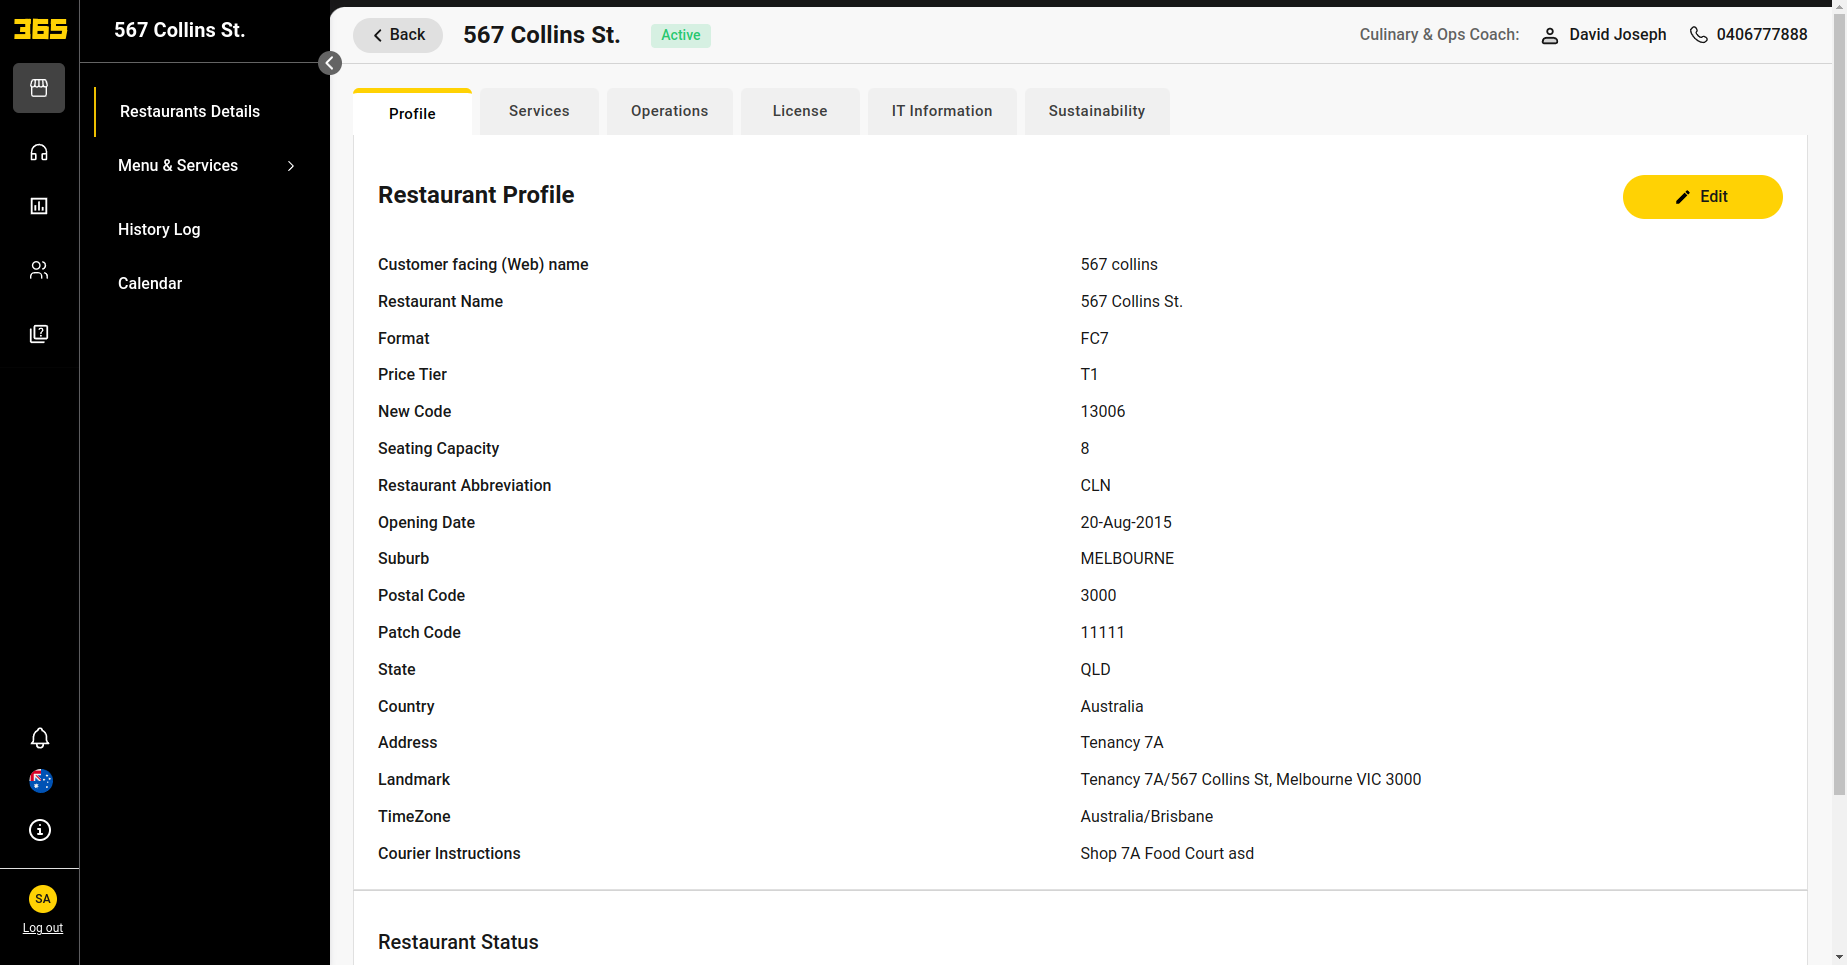 365
567 Collins St.
Restaurants Details
Menu & Services
History Log
Calendar
SA
Log out
Back
567 Collins St.
Active
Culinary & Ops Coach:
David Joseph
0406777888
Profile
Services
Operations
License
IT Information
Sustainability
Restaurant Profile
Edit
Customer facing (Web) name 567 collins
Restaurant Name 567 Collins St.
Format FC7
Price Tier T1
New Code 13006
Seating Capacity 8
Restaurant Abbreviation CLN
Opening Date 20-Aug-2015
Suburb MELBOURNE
Postal Code 3000
Patch Code 11111
State QLD
Country Australia
Address Tenancy 7A
Landmark Tenancy 7A/567 Collins St, Melbourne VIC 3000
TimeZone Australia/Brisbane
Courier Instructions Shop 7A Food Court asd
Restaurant Status